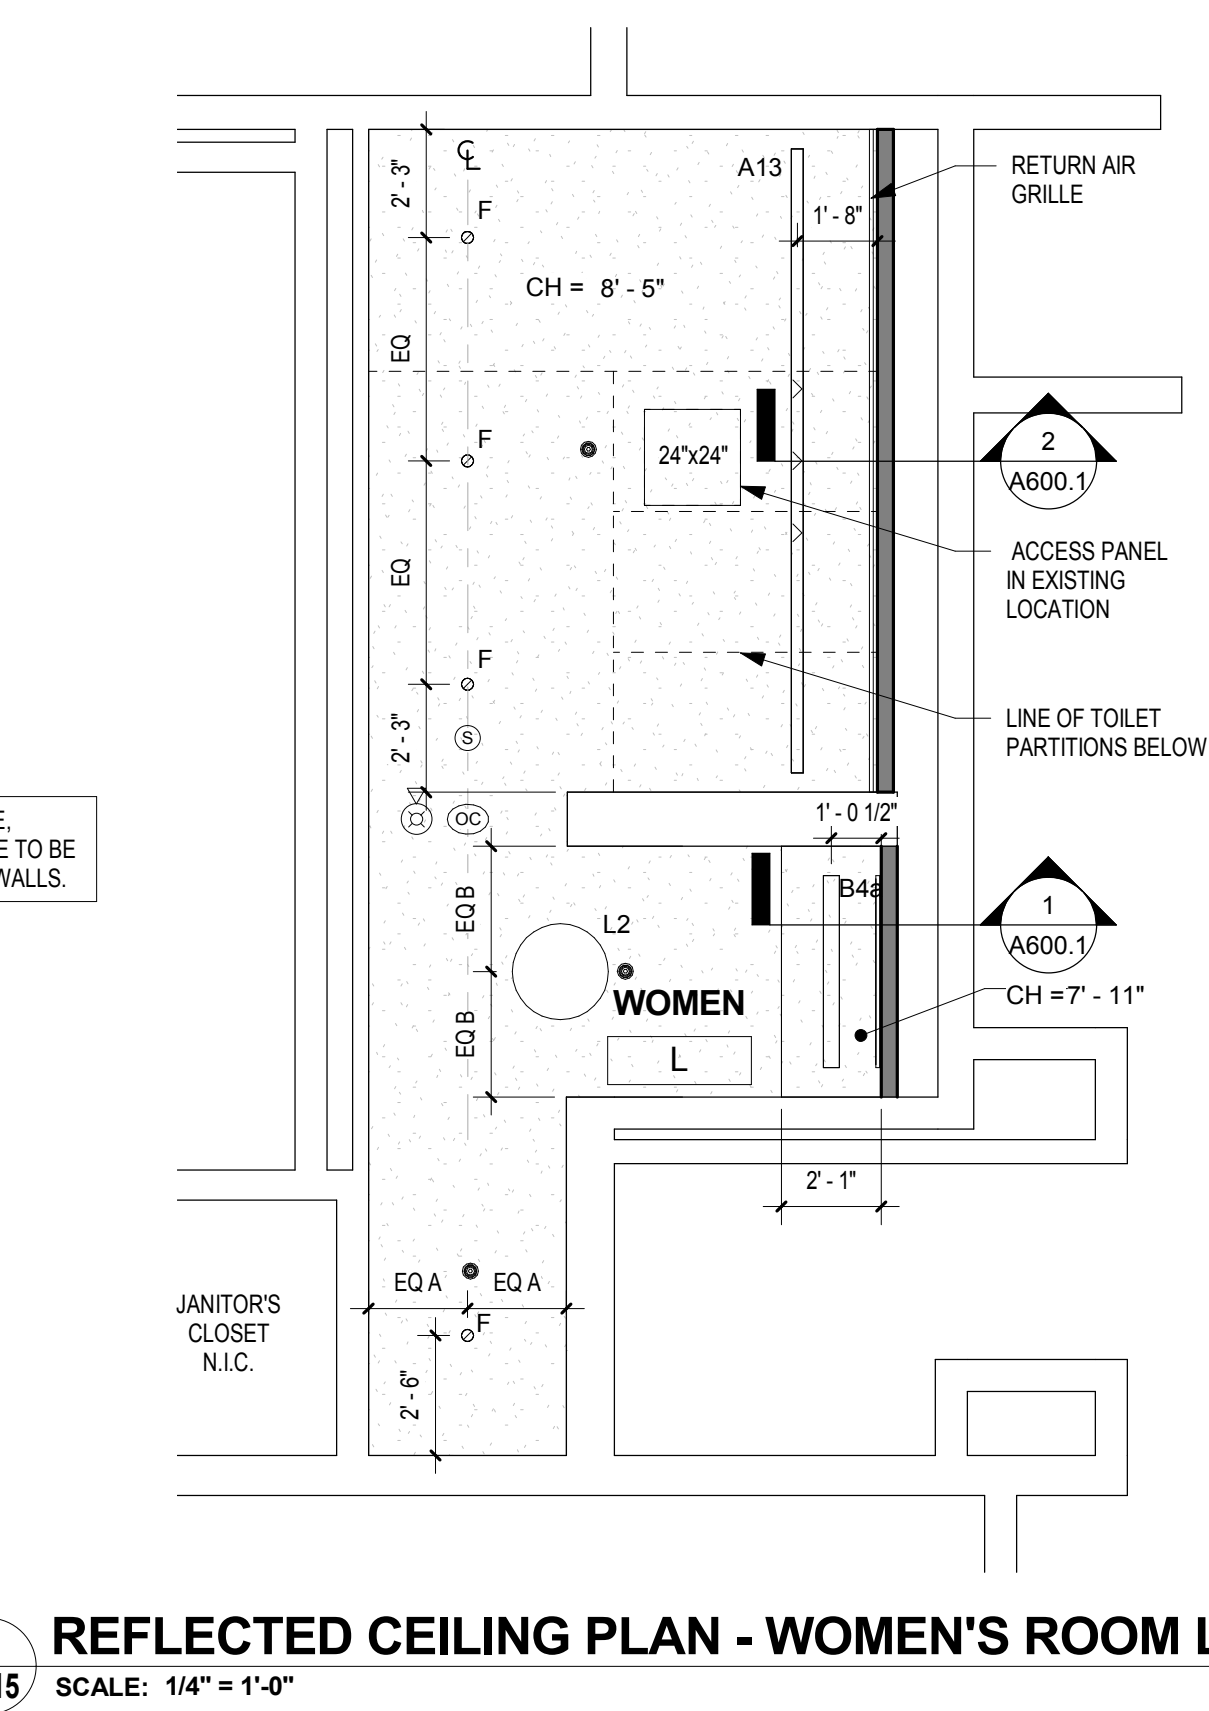 2' - 3"
CL
F
A13
RETURN AIR
GRILLE
1' - 8"
CH = 8' - 5"
EQ
F
24"x24"
2
A600.1
EQ
ACCESS PANEL
IN EXISTING
LOCATION
F
S
2' - 3"
LINE OF TOILET
PARTITIONS BELOW
OC
1' - 0 1/2"
E TO BE
WALLS.
EQ B
B4a
1
A600.1
L2
WOMEN
CH =7' - 11"
EQ B
L
2' - 1"
EQ A
EQ A
F
JANITOR'S
CLOSET
N.I.C.
2' - 6"
REFLECTED CEILING PLAN - WOMEN'S ROOM L
15
SCALE: 1/4" = 1'-0"